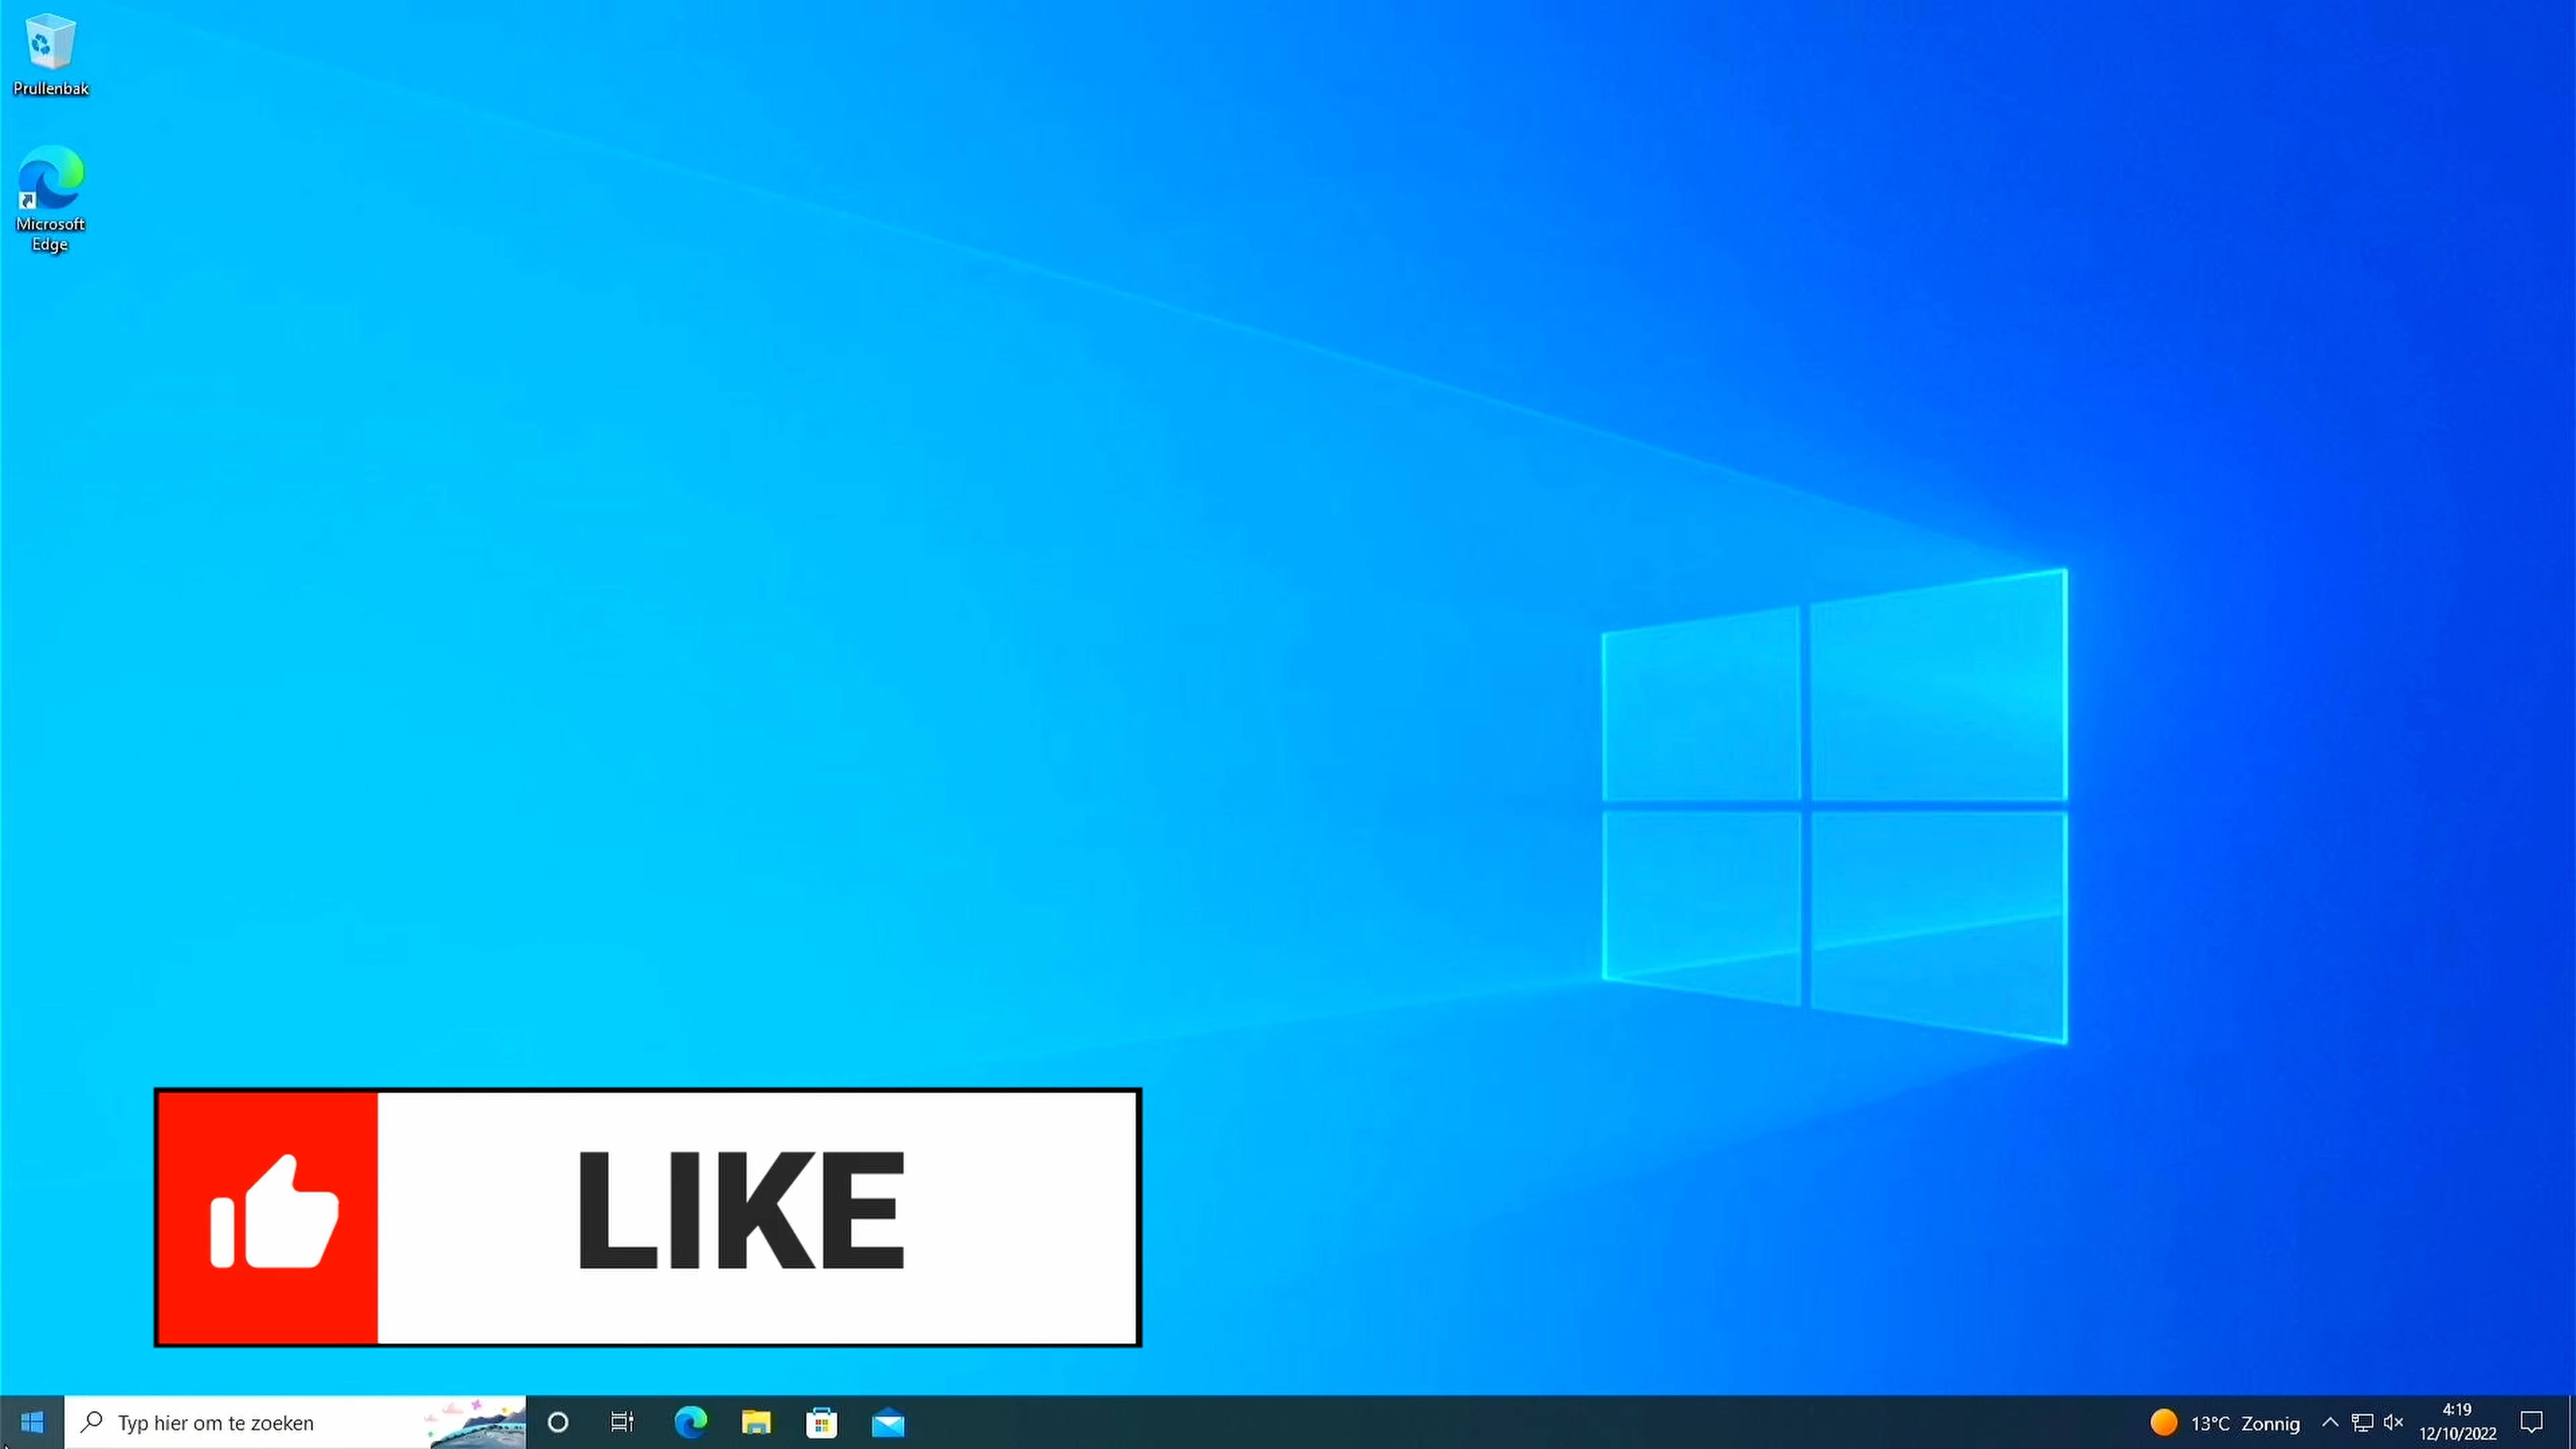 Prullenbak
Microsoft
Edge
LIKE
Typ hier om te zoeken
13°C Zonnig
4:19
12/10/2022